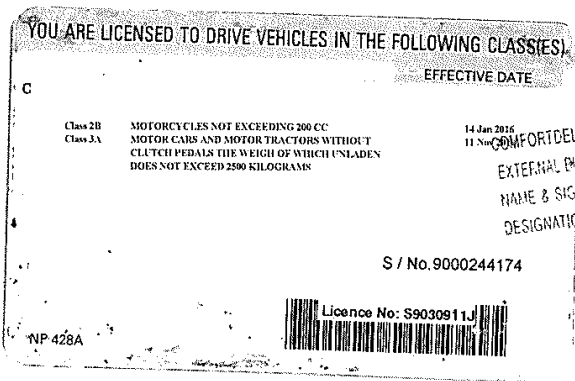 YOU ARE LICENSED TO DRIVE VEHICLES IN THE FOLLOWING CLASS(ES)
EFFECTIVE DATE
C
Class 2B MOTORCYCLES NOT EXCEEDING 200 CC 14 Jan 2016
Class 3A MOTOR CARS AND MOTOR TRACTORS WITHOUT 11 Nov
CLUTCH PEDALS THE WEIGH OF WHICH UNLADEN
DOES NOT EXCEED 2500 KILOGRAMS
COMFORTDEL
EXTERNAL
NAME & SIG
DESIGNATIO
S / No.9000244174
Licence No: S9030911J
NP 428A